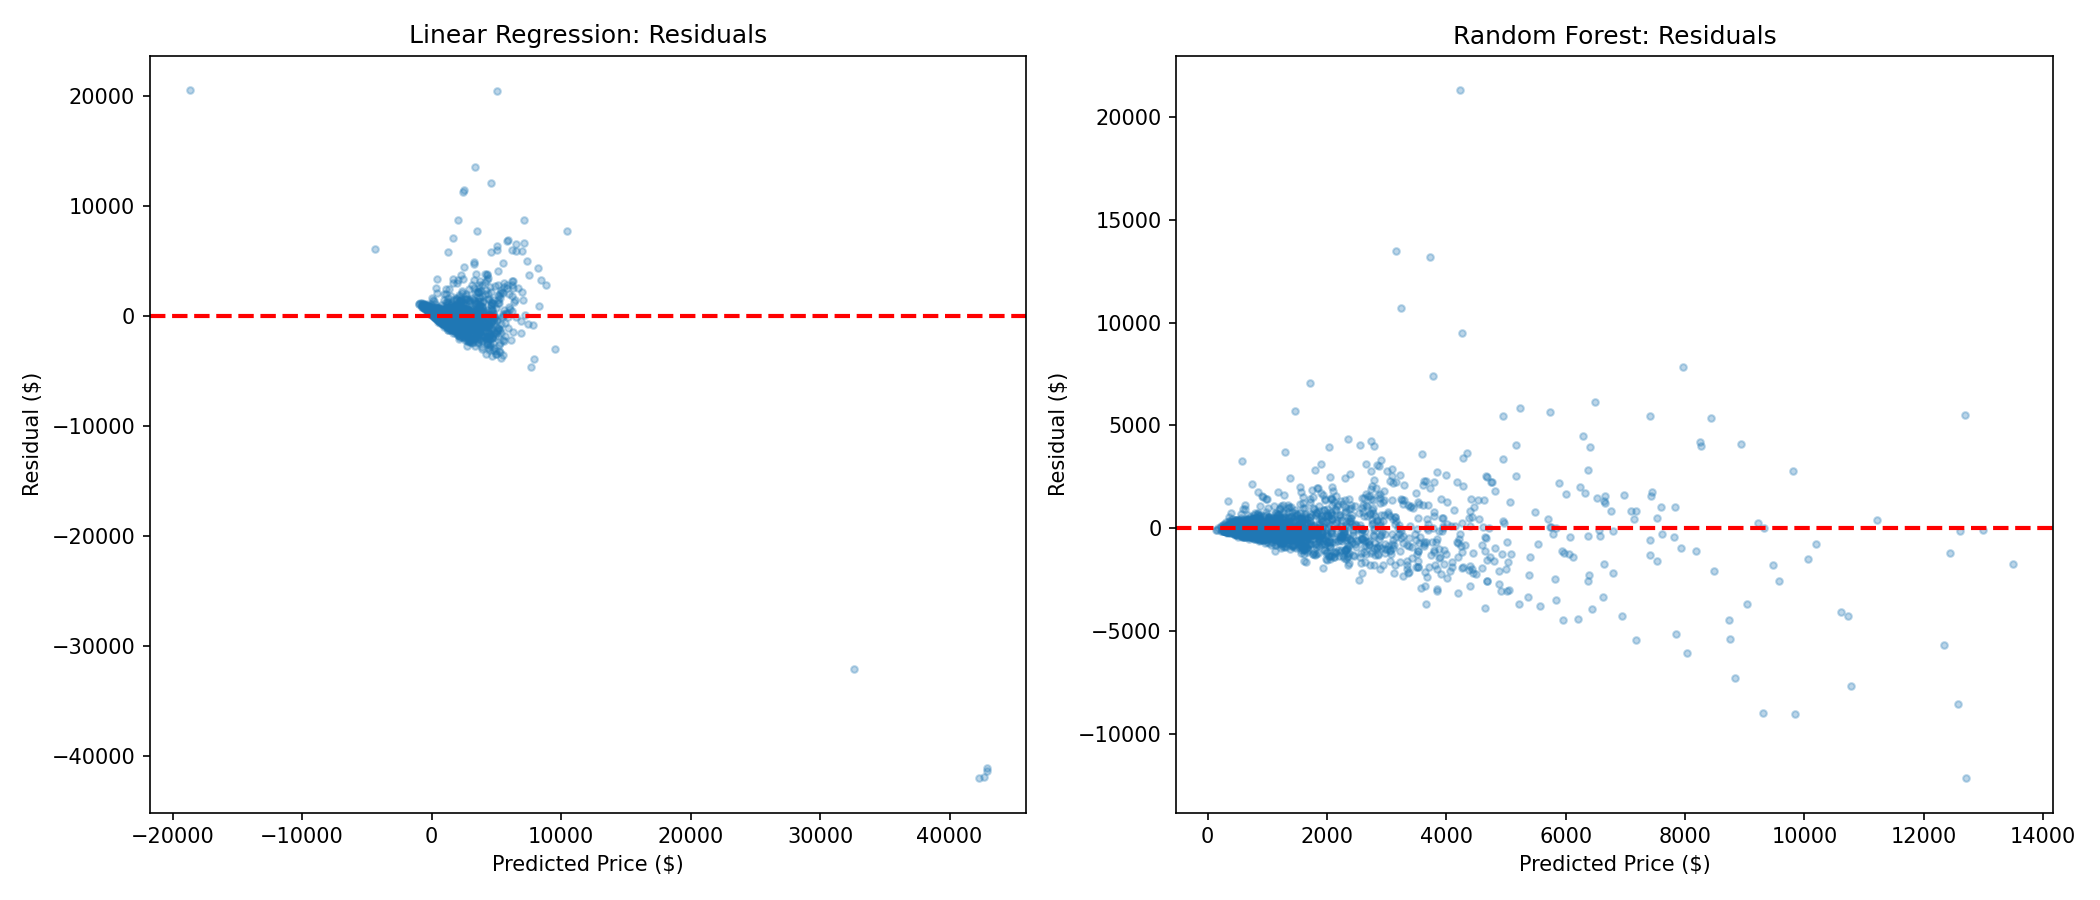 Linear Regression: Residuals
20000
10000
0
−10000
−20000
−30000
−40000
Residual ($)
−20000 −10000 0 10000 20000 30000 40000
Predicted Price ($)
Random Forest: Residuals
20000
15000
10000
5000
0
−5000
−10000
Residual ($)
0 2000 4000 6000 8000 10000 12000 14000
Predicted Price ($)